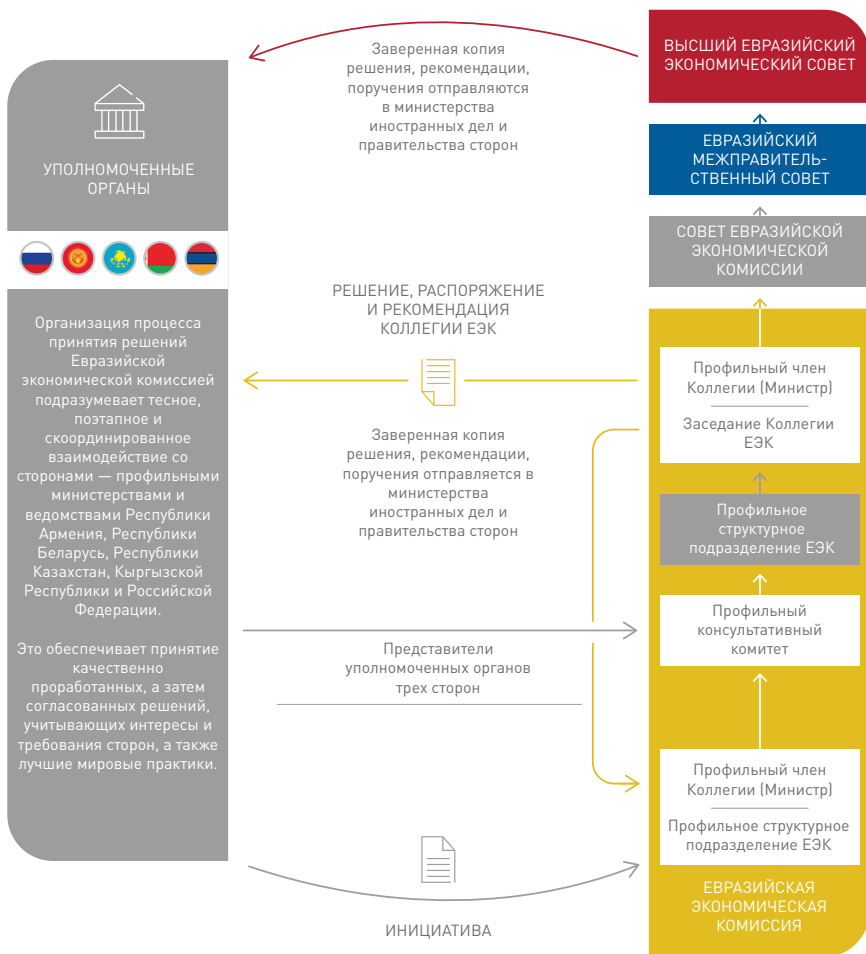 УПОЛНОМОЧЕННЫЕ
ОРГАНЫ
Организация процесса
принятия решений
Евразийской
экономической комиссией
подразумевает тесное,
поэтапное и
скоординированное
взаимодействие со
сторонами — профильными
министерствами и
ведомствами Республики
Армения, Республики
Беларусь, Республики
Казахстан, Кыргызской
Республики и Российской
Федерации.
Это обеспечивает принятие
качественно
проработанных, а затем
согласованных решений,
учитывающих интересы и
требования сторон, а также
лучшие мировые практики.
Заверенная копия
решения, рекомендации,
поручения отправляются
в министерства
иностранных дел и
правительства сторон
РЕШЕНИЕ, РАСПОРЯЖЕНИЕ
И РЕКОМЕНДАЦИЯ
КОЛЛЕГИИ ЕЭК
Заверенная копия
решения, рекомендации,
поручения отправляется в
министерства
иностранных дел и
правительства сторон
Представители
уполномоченных органов
трех сторон
ИНИЦИАТИВА
ВЫСШИЙ ЕВРАЗИЙСКИЙ
ЭКОНОМИЧЕСКИЙ СОВЕТ
ЕВРАЗИЙСКИЙ
МЕЖПРАВИТЕЛЬ-
СТВЕННЫЙ СОВЕТ
СОВЕТ ЕВРАЗИЙСКОЙ
ЭКОНОМИЧЕСКОЙ
КОМИССИИ
Профильный член
Коллегии (Министр)
Заседание Коллегии
ЕЭК
Профильное
структурное
подразделение ЕЭК
Профильный
консультативный
комитет
Профильный член
Коллегии (Министр)
Профильное структурное
подразделение ЕЭК
ЕВРАЗИЙСКАЯ
ЭКОНОМИЧЕСКАЯ
КОМИССИЯ